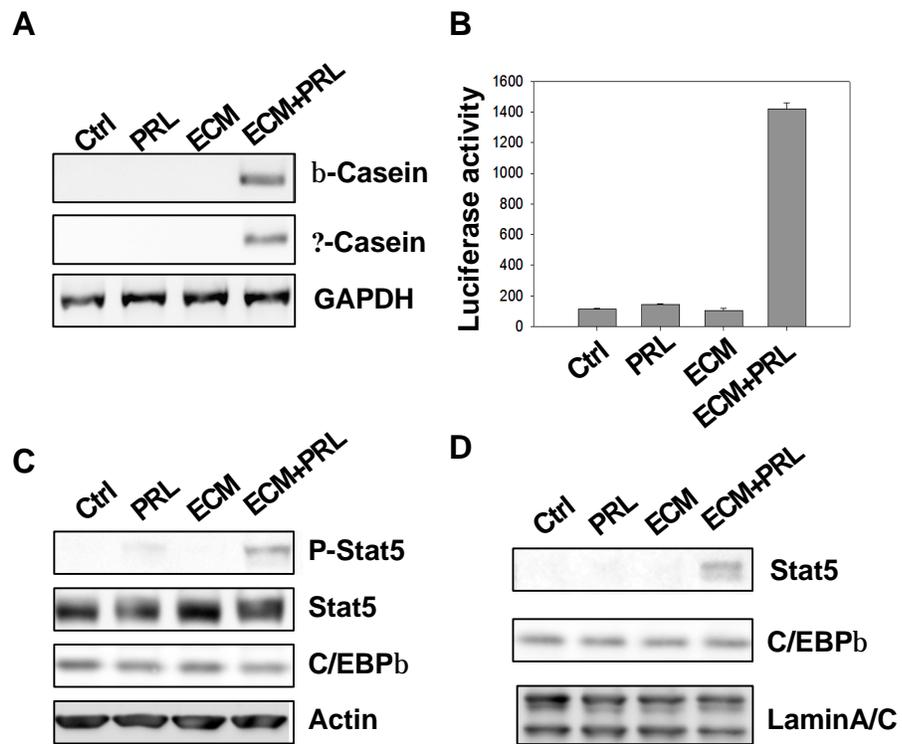 A
Ctrl PRL ECM ECM+PRL
b-Casein
?-Casein
GAPDH
B
Luciferase activity
1600
1400
1200
1000
800
600
400
200
0
Ctrl PRL ECM ECM+PRL
C
Ctrl PRL ECM ECM+PRL
P-Stat5
Stat5
C/EBPb
Actin
D
Ctrl PRL ECM ECM+PRL
Stat5
C/EBPb
LaminA/C